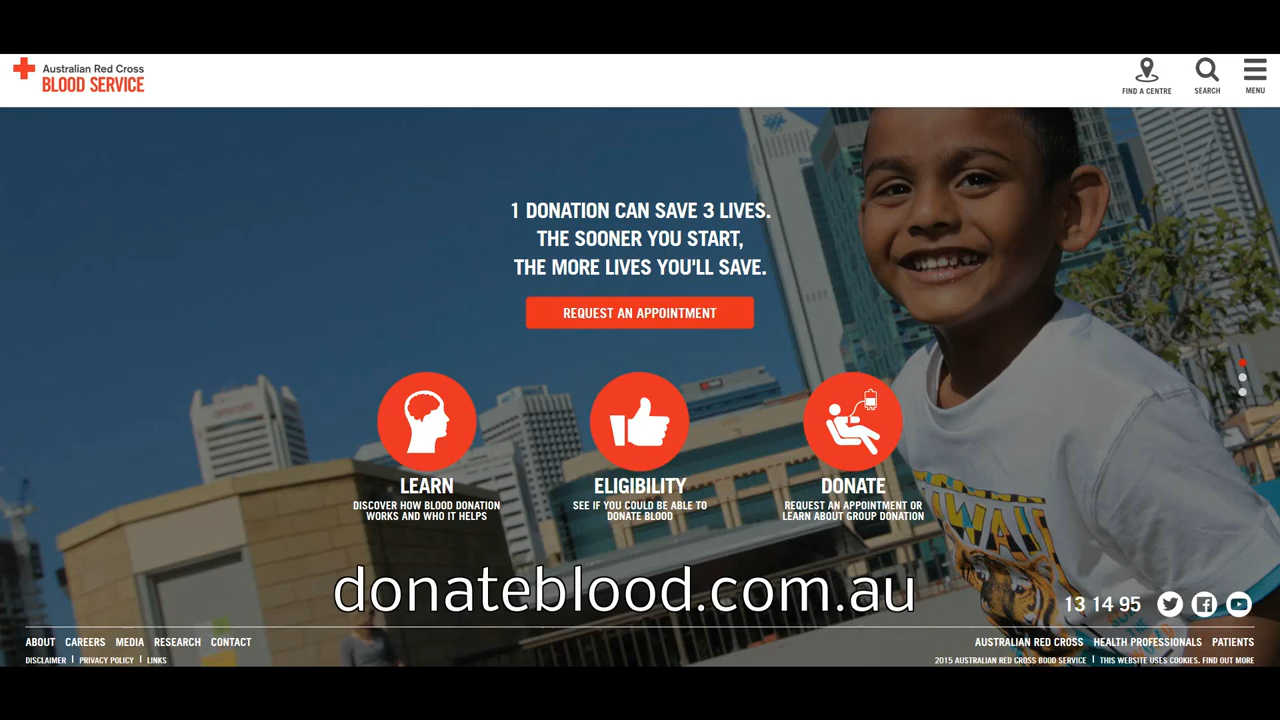 Australian Red Cross
BLOOD SERVICE
FIND A CENTRE
SEARCH
MENU
1 DONATION CAN SAVE 3 LIVES.
THE SOONER YOU START,
THE MORE LIVES YOU'LL SAVE.
REQUEST AN APPOINTMENT
LEARN
DISCOVER HOW BLOOD DONATION
WORKS AND WHO IT HELPS
ELIGIBILITY
SEE IF YOU COULD BE ABLE TO
DONATE BLOOD
DONATE
REQUEST AN APPOINTMENT OR
LEARN ABOUT GROUP DONATION
donateblood.com.au
13 14 95
ABOUT CAREERS MEDIA RESEARCH CONTACT
AUSTRALIAN RED CROSS HEALTH PROFESSIONALS PATIENTS
DISCLAIMER | PRIVACY POLICY | LINKS
2015 AUSTRALIAN RED CROSS BOOD SERVICE | THIS WEBSITE USES COOKIES. FIND OUT MORE